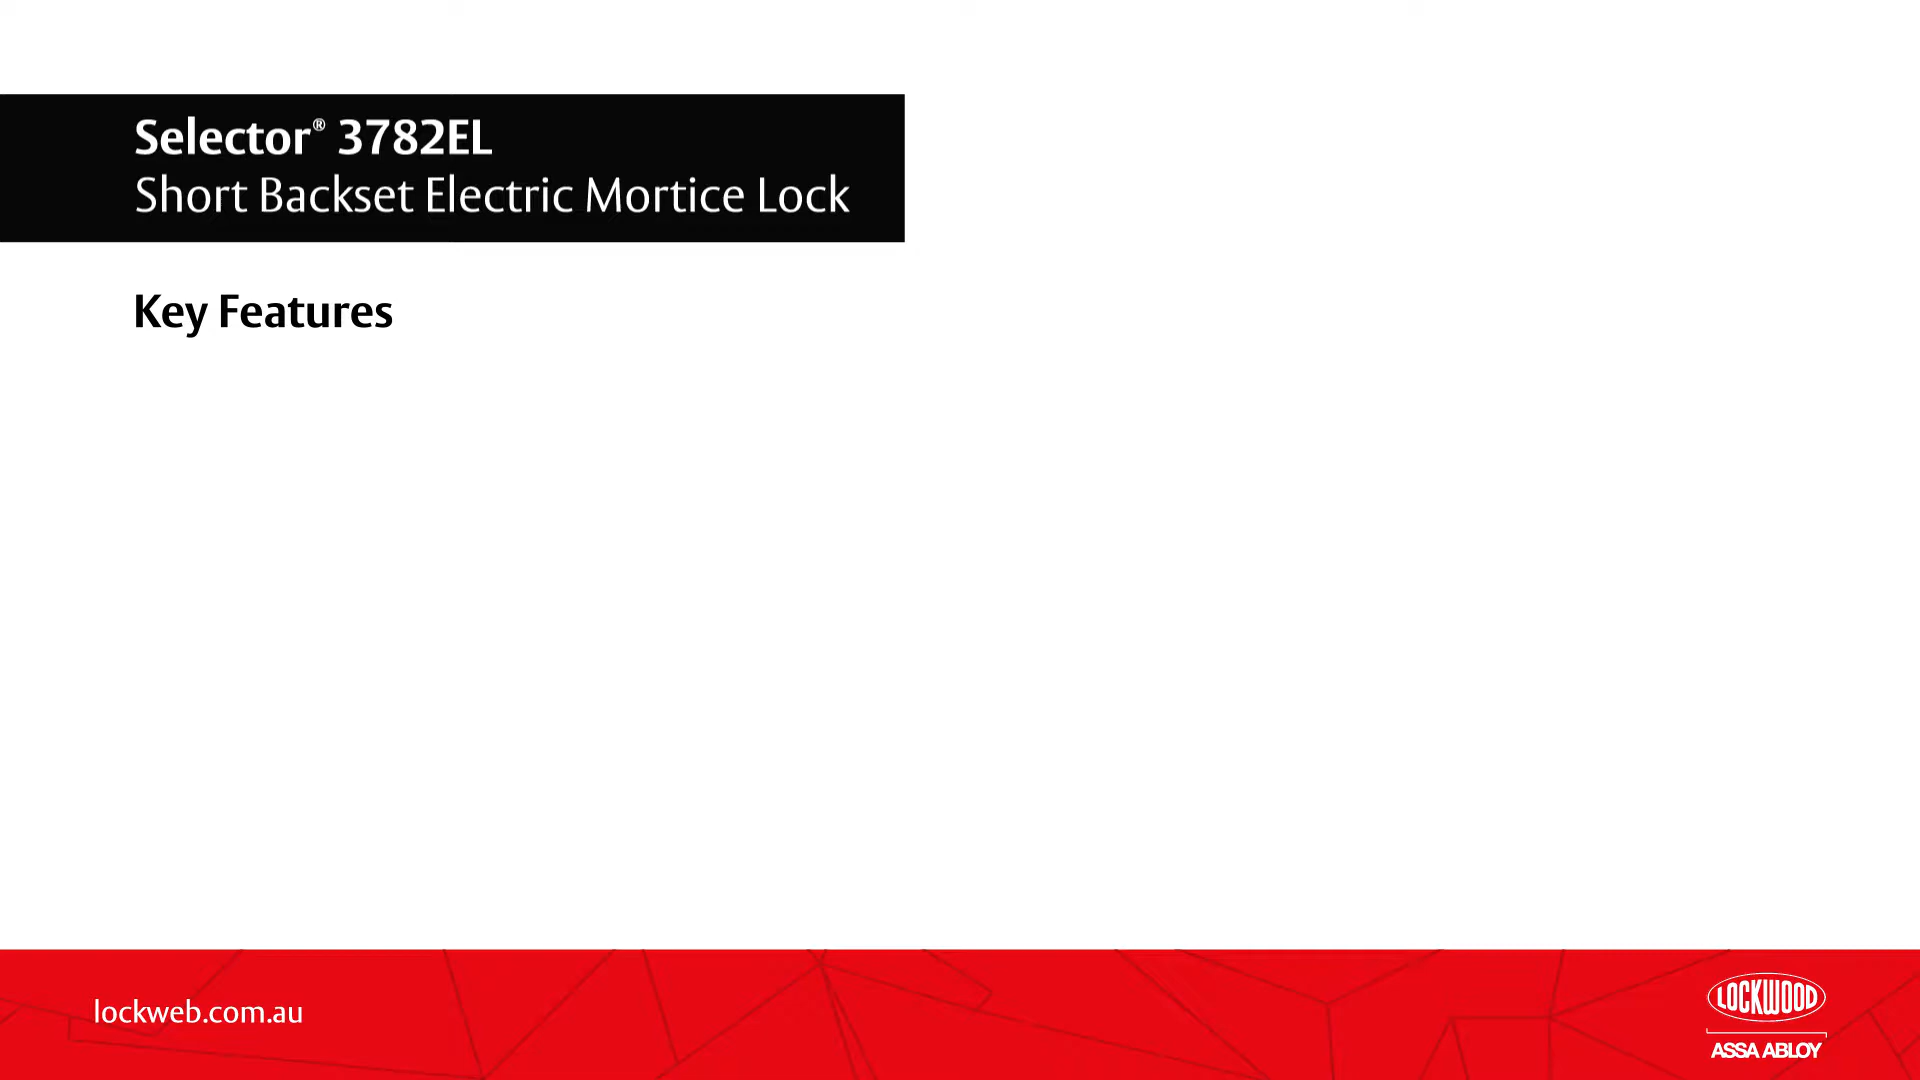 Selector® 3782EL
Short Backset Electric Mortice Lock
Key Features
lockweb.com.au
LOCKWOOD
ASSA ABLOY